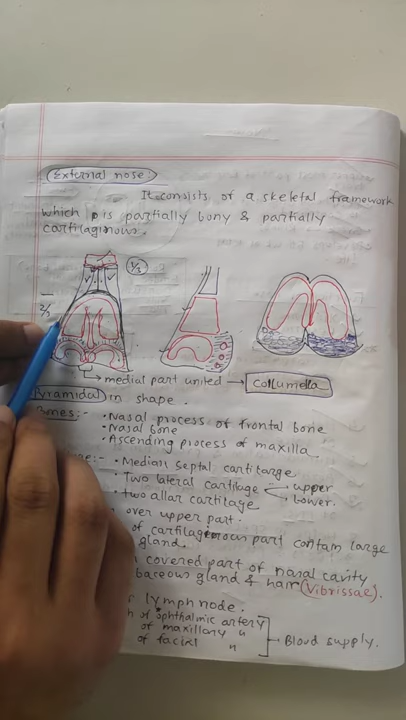 External nose
It consists of a skeletal framework
which is partially bony & partially
cartilaginous.
1/3
2/3
medial part united → columella
Pyramidal in shape.
Bones:- • Nasal process of frontal bone
• Nasal bone
• Ascending process of maxilla
• Median septal cartilarge
• Two lateral cartilage upper
lower.
• two allar cartilage
over upper part.
of cartilaginous part contam large
gland.
covered part of nasal cavity
baceous gland & hair (Vibrissae).
lymph node.
of ophthalmic artery
of maxillary "
of facial "
→ Blood supply.